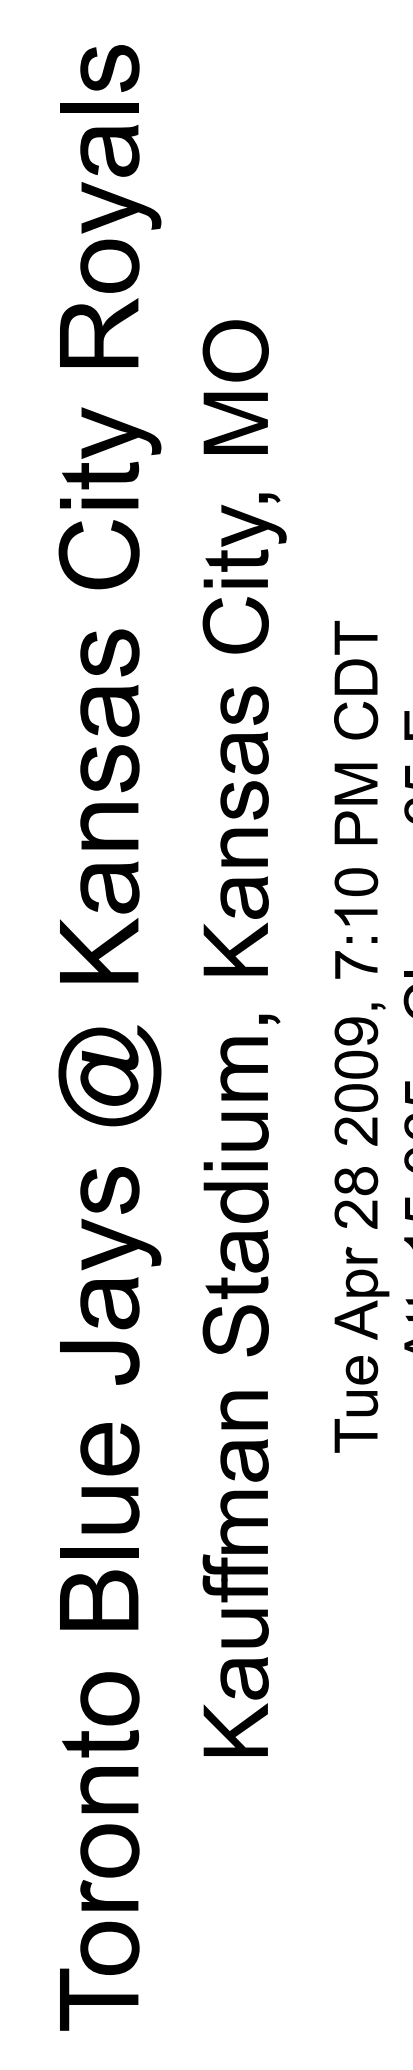 Toronto Blue Jays @ Kansas City Royals
Kauffman Stadium, Kansas City, MO
Tue Apr 28 2009, 7:10 PM CDT